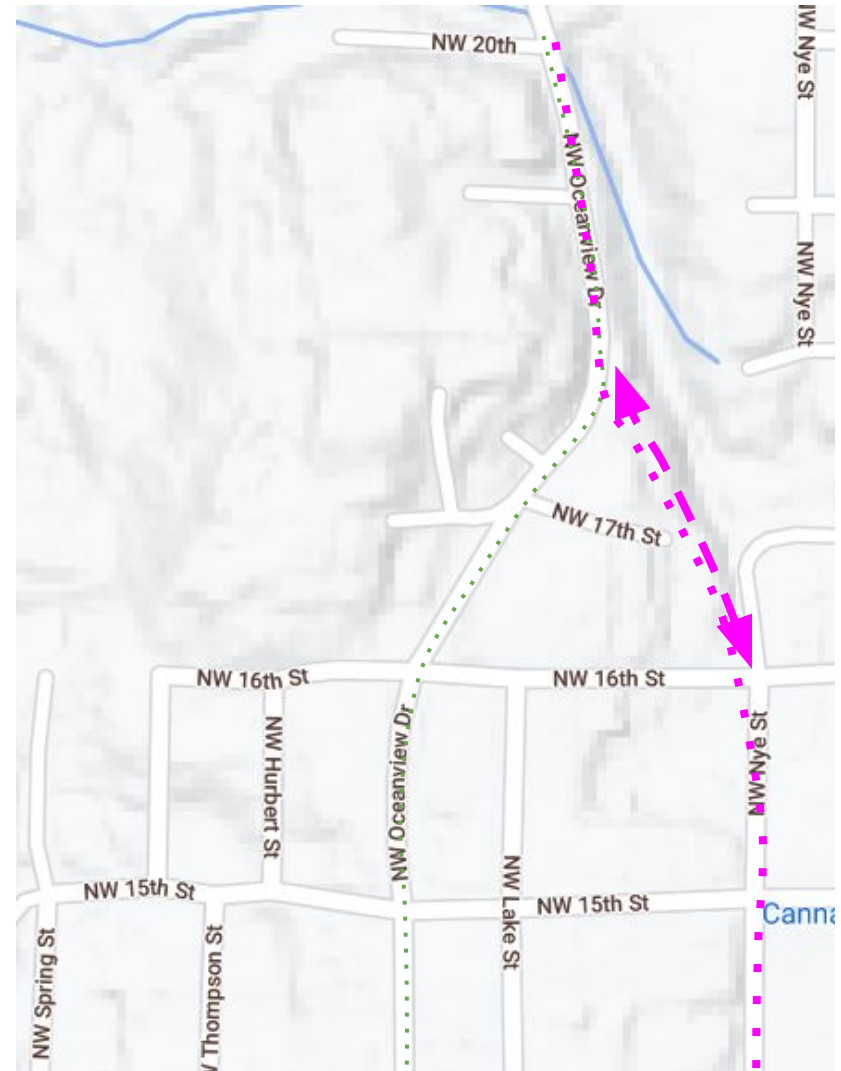 NW 20th
NW Nye St
NW Oceanview Dr
NW Nye St
NW 17th St
NW 16th St
NW 16th St
NW Hurbert St
NW Oceanview Dr
NW Nye St
NW 15th St
NW Lake St
NW 15th St
Canna
NW Spring St
Thompson St